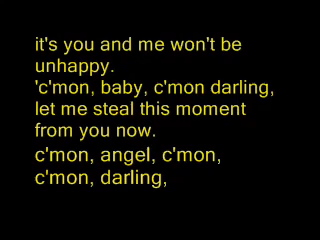 it's you and me won't be
unhappy.
'c'mon, baby, c'mon darling,
let me steal this moment
from you now.
c'mon, angel, c'mon,
c'mon, darling,